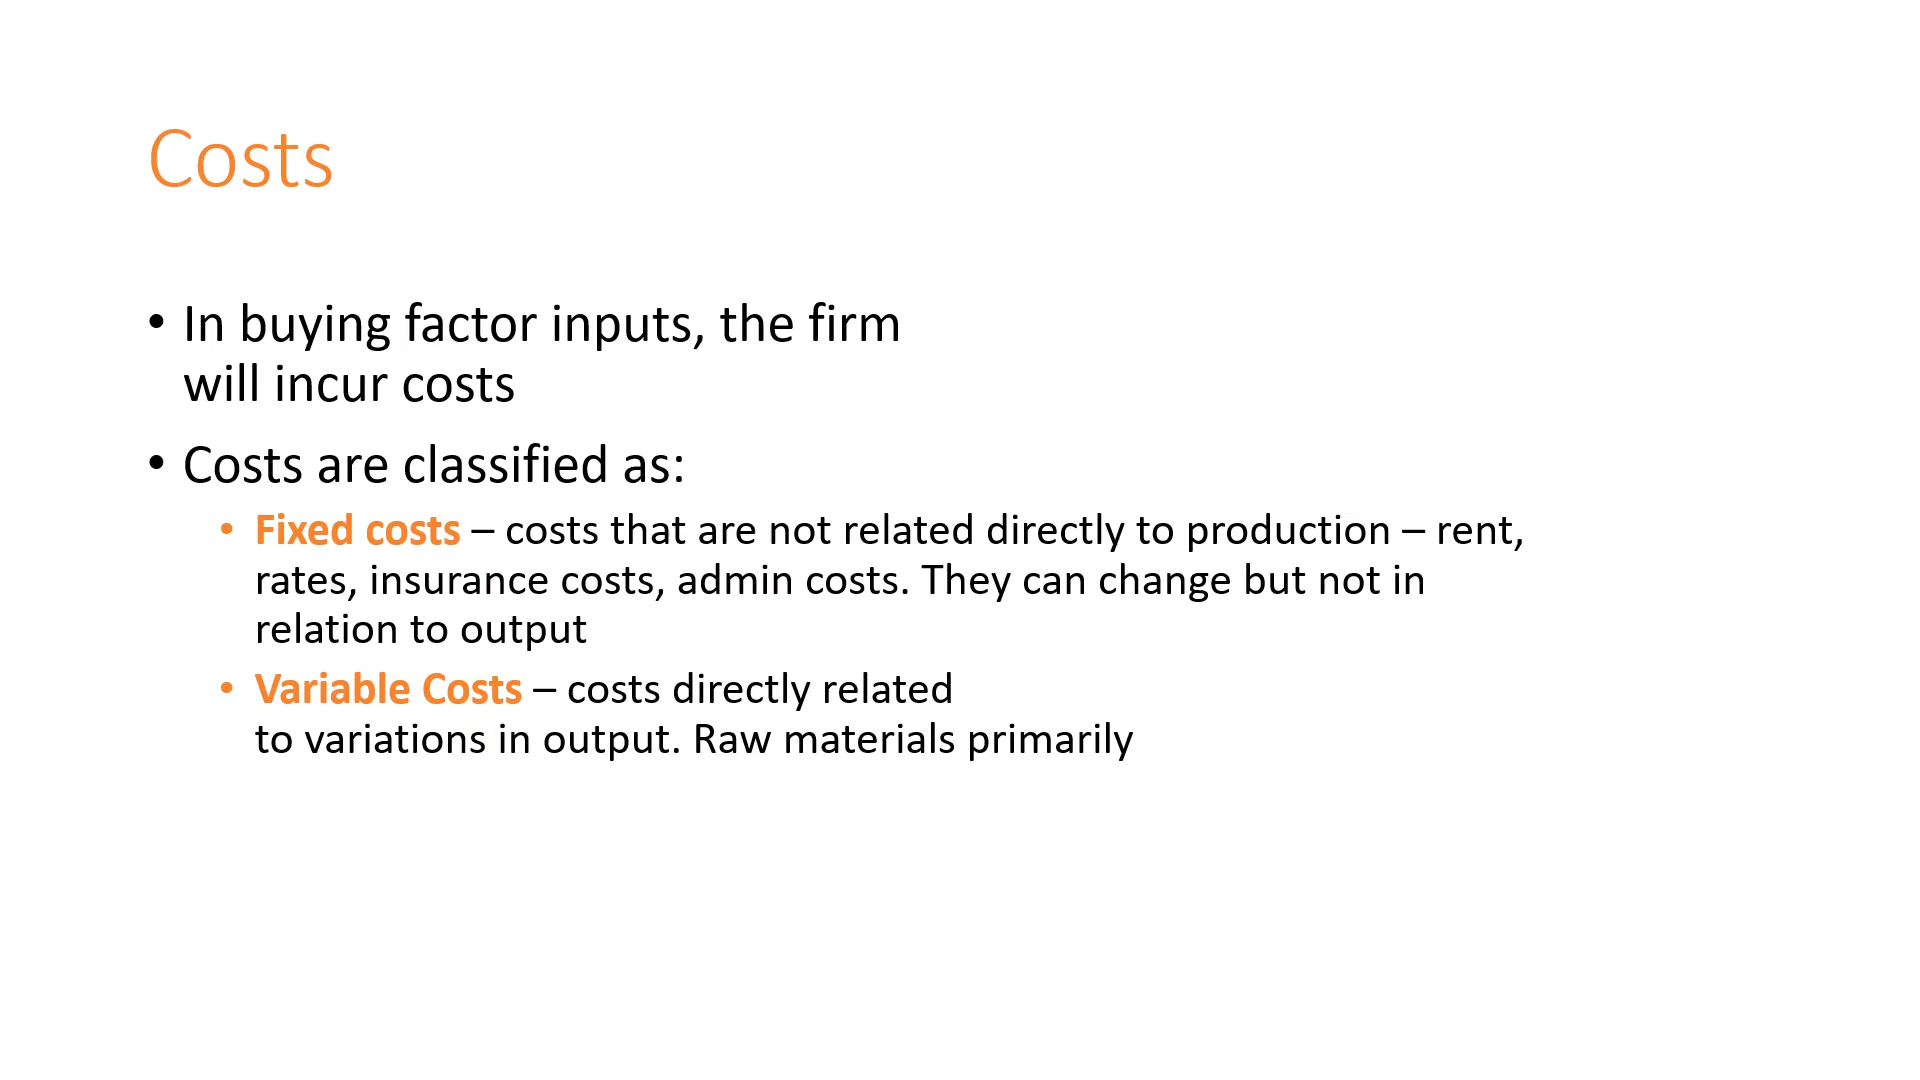 Costs
• In buying factor inputs, the firm
will incur costs
• Costs are classified as:
• Fixed costs – costs that are not related directly to production – rent,
rates, insurance costs, admin costs. They can change but not in
relation to output
• Variable Costs – costs directly related
to variations in output. Raw materials primarily